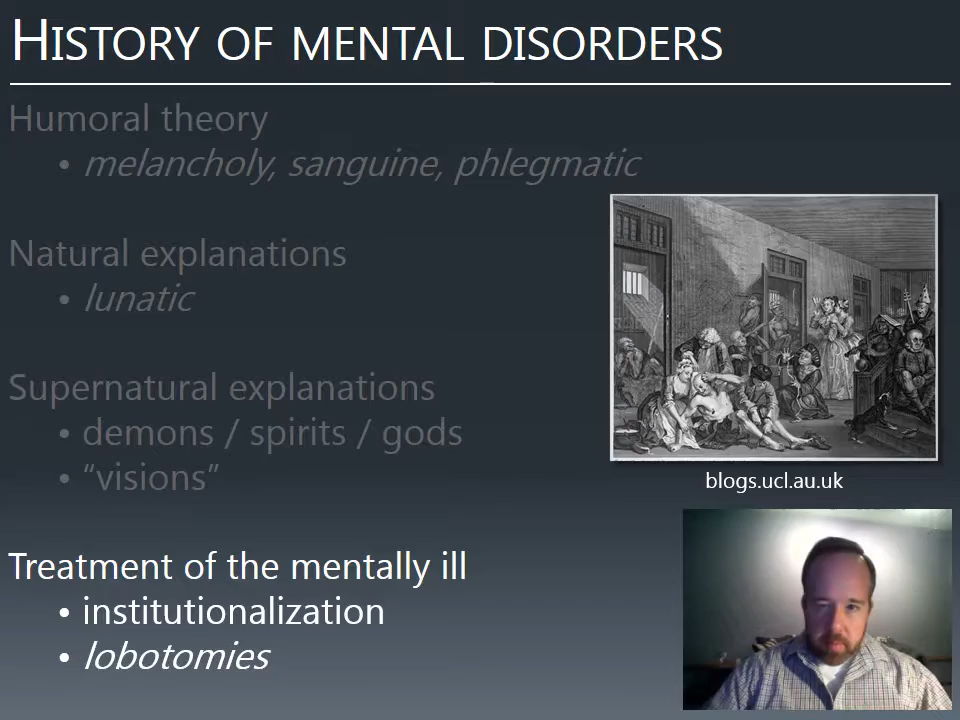 HISTORY OF MENTAL DISORDERS
Humoral theory
• melancholy, sanguine, phlegmatic
Natural explanations
• lunatic
Supernatural explanations
• demons / spirits / gods
• “visions”
blogs.ucl.au.uk
Treatment of the mentally ill
• institutionalization
• lobotomies